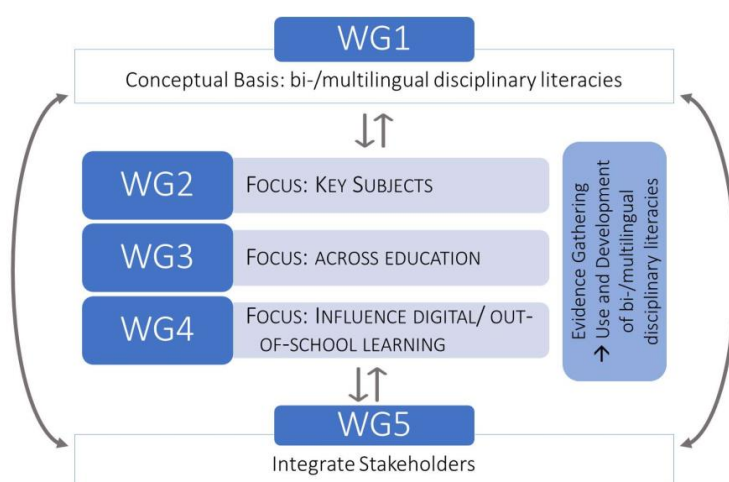 WG1
Conceptual Basis: bi-/multilingual disciplinary literacies
WG2
FOCUS: KEY SUBJECTS
WG3
FOCUS: ACROSS EDUCATION
WG4
FOCUS: INFLUENCE DIGITAL/ OUT-
OF-SCHOOL LEARNING
Evidence Gathering
→ Use and Development
of bi-/multilingual
disciplinary literacies
WG5
Integrate Stakeholders